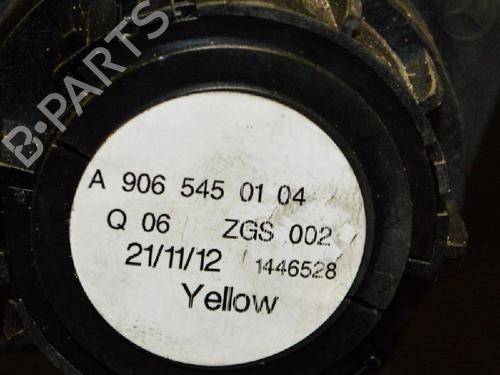 B-PARTS
A 906 545 01 04
Q 06 ZGS 002
21/11/12 1446528
Yellow